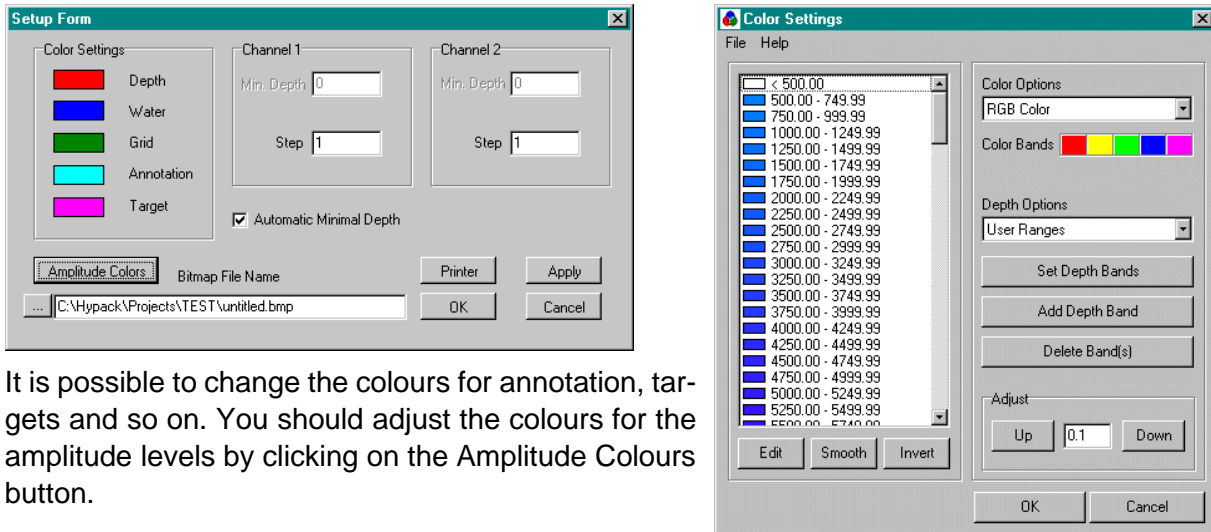 Setup Form
Color Settings
Depth
Water
Grid
Annotation
Target
Channel 1
Min. Depth 0
Step 1
Channel 2
Min. Depth 0
Step 1
Automatic Minimal Depth
Amplitude Colors
Bitmap File Name
Printer
Apply
... C:\Hypack\Projects\TEST\untitled.bmp
OK
Cancel
It is possible to change the colours for annotation, tar-
gets and so on. You should adjust the colours for the
amplitude levels by clicking on the Amplitude Colours
button.
Color Settings
File Help
< 500.00
500.00 - 749.99
750.00 - 999.99
1000.00 - 1249.99
1250.00 - 1499.99
1500.00 - 1749.99
1750.00 - 1999.99
2000.00 - 2249.99
2250.00 - 2499.99
2500.00 - 2749.99
2750.00 - 2999.99
3000.00 - 3249.99
3250.00 - 3499.99
3500.00 - 3749.99
3750.00 - 3999.99
4000.00 - 4249.99
4250.00 - 4499.99
4500.00 - 4749.99
4750.00 - 4999.99
5000.00 - 5249.99
5250.00 - 5499.99
5500.00 - 5749.99
Edit
Smooth
Invert
Color Options
RGB Color
Color Bands
Depth Options
User Ranges
Set Depth Bands
Add Depth Band
Delete Band(s)
Adjust
Up
0.1
Down
OK
Cancel